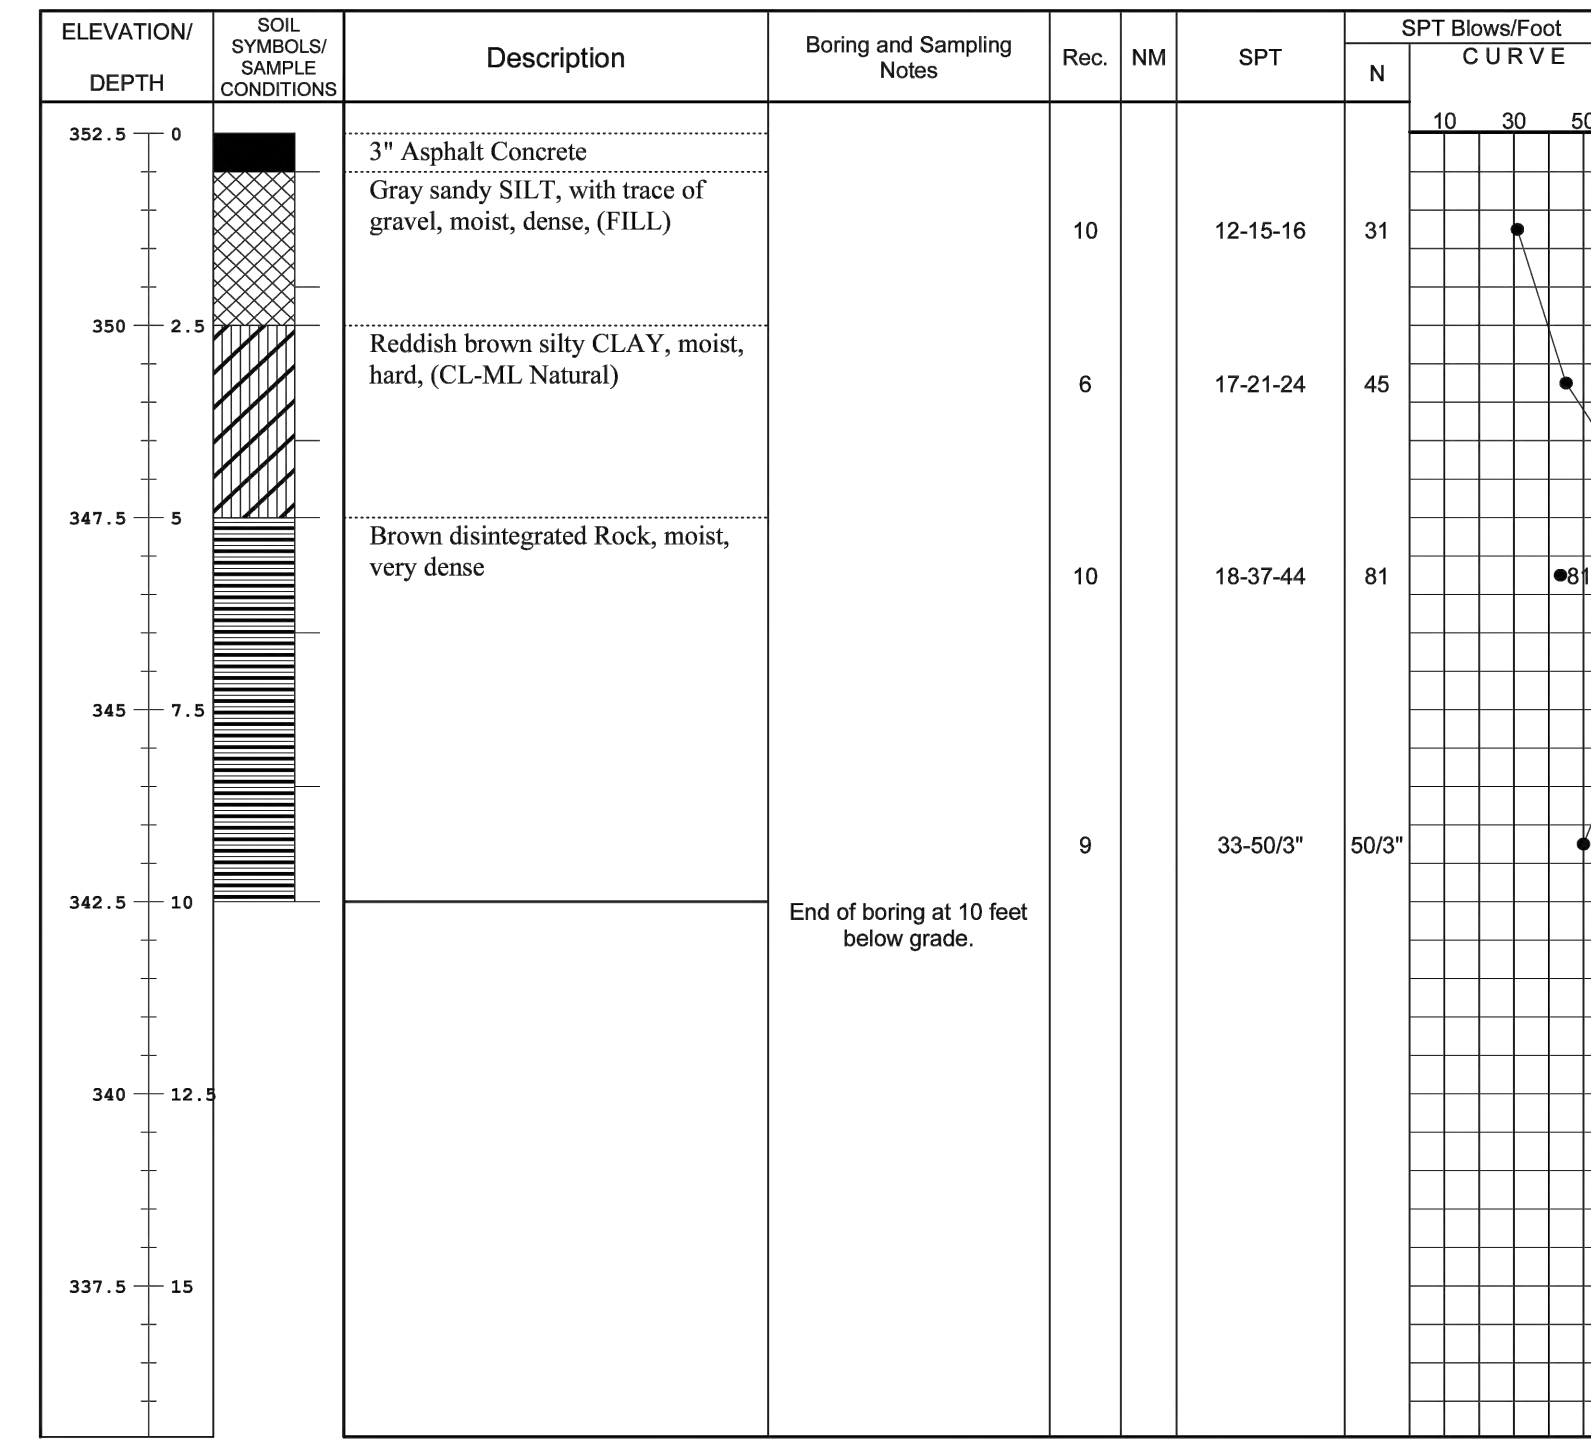 ELEVATION/
DEPTH
SOIL
SYMBOLS/
SAMPLE
CONDITIONS
Description
Boring and Sampling
Notes
Rec.
NM
SPT
SPT Blows/Foot
N
CURVE
10 30 50
352.5 0
3" Asphalt Concrete
Gray sandy SILT, with trace of
gravel, moist, dense, (FILL)
10 12-15-16 31
350 2.5
Reddish brown silty CLAY, moist,
hard, (CL-ML Natural)
6 17-21-24 45
347.5 5
Brown disintegrated Rock, moist,
very dense
10 18-37-44 81 81
345 7.5
9 33-50/3" 50/3"
342.5 10
End of boring at 10 feet
below grade.
340 12.5
337.5 15